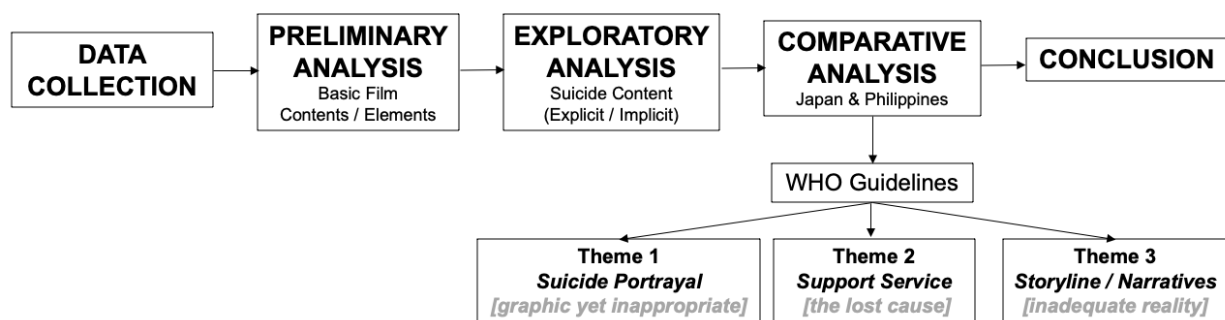 DATA
COLLECTION
PRELIMINARY
ANALYSIS
Basic Film
Contents / Elements
EXPLORATORY
ANALYSIS
Suicide Content
(Explicit / Implicit)
COMPARATIVE
ANALYSIS
Japan & Philippines
CONCLUSION
WHO Guidelines
Theme 1
Suicide Portrayal
[graphic yet inappropriate]
Theme 2
Support Service
[the lost cause]
Theme 3
Storyline / Narratives
[inadequate reality]